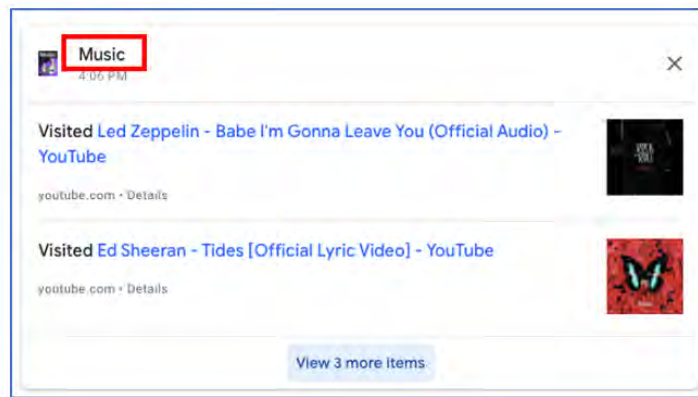 Music
4:06 PM
Visited Led Zeppelin - Babe I'm Gonna Leave You (Official Audio) -
YouTube
youtube.com • Details
Visited Ed Sheeran - Tides [Official Lyric Video] - YouTube
youtube.com • Details
View 3 more items